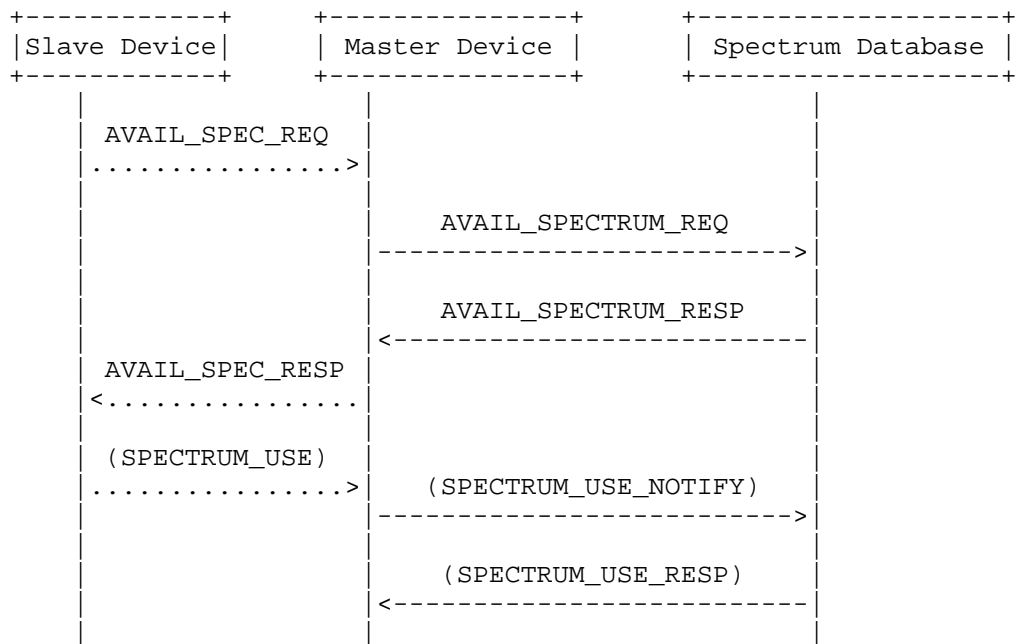 Slave Device Master Device Spectrum Database
AVAIL_SPEC_REQ
AVAIL_SPECTRUM_REQ
AVAIL_SPECTRUM_RESP
AVAIL_SPEC_RESP
(SPECTRUM_USE)
(SPECTRUM_USE_NOTIFY)
(SPECTRUM_USE_RESP)